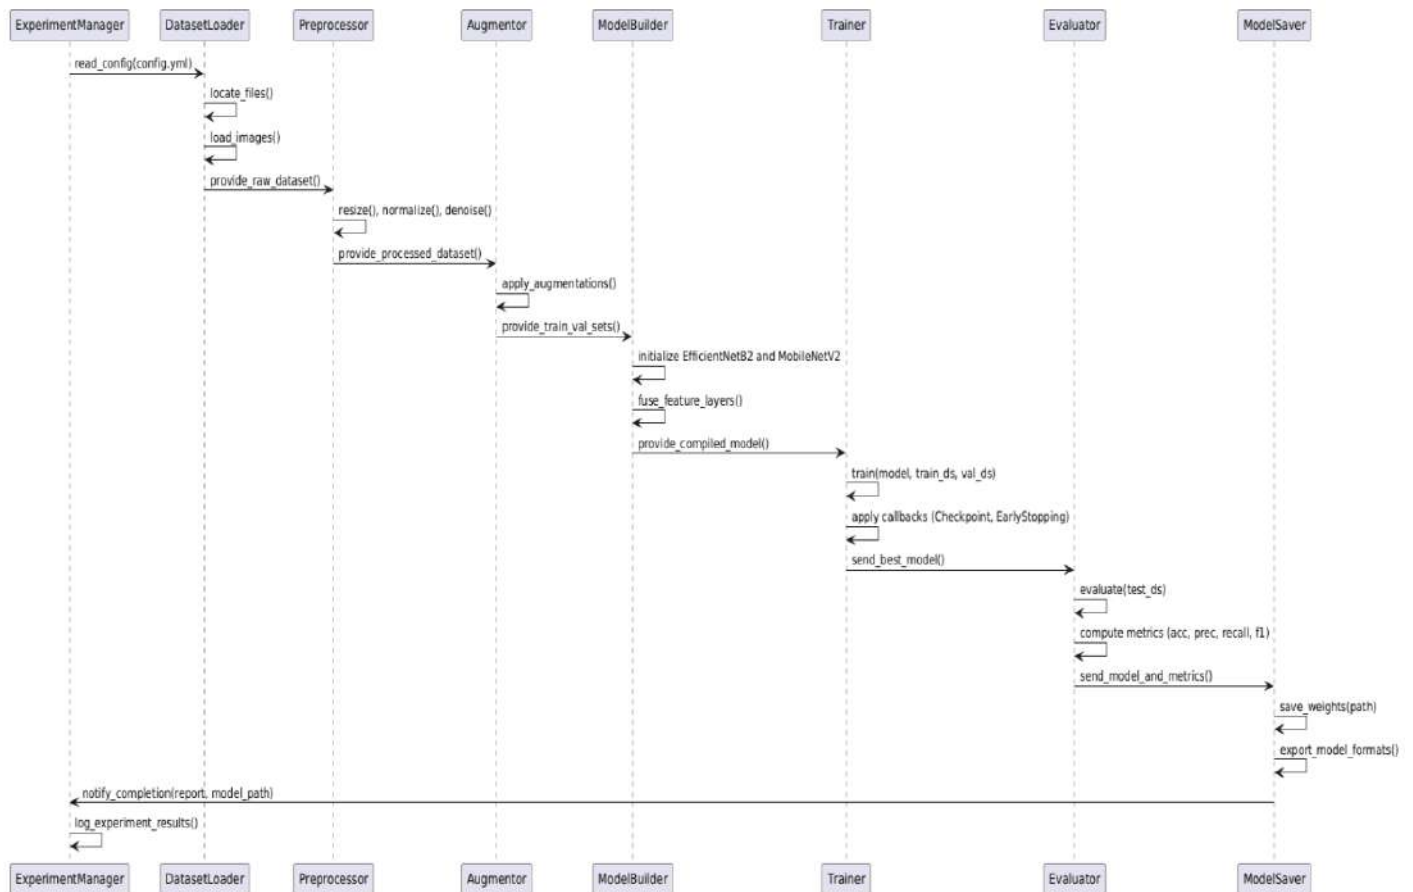 ExperimentManager DatasetLoader Preprocessor Augmentor ModelBuilder Trainer Evaluator ModelSaver
read_config(config.yml)
locate_files()
load_images()
provide_raw_dataset()
resize(), normalize(), denoise()
provide_processed_dataset()
apply_augmentations()
provide_train_val_sets()
initialize EfficientNetB2 and MobileNetV2
fuse_feature_layers()
provide_compiled_model()
train(model, train_ds, val_ds)
apply callbacks (Checkpoint, EarlyStopping)
send_best_model()
evaluate(test_ds)
compute metrics (acc, prec, recall, f1)
send_model_and_metrics()
save_weights(path)
export_model_formats()
notify_completion(report, model_path)
log_experiment_results()
ExperimentManager DatasetLoader Preprocessor Augmentor ModelBuilder Trainer Evaluator ModelSaver